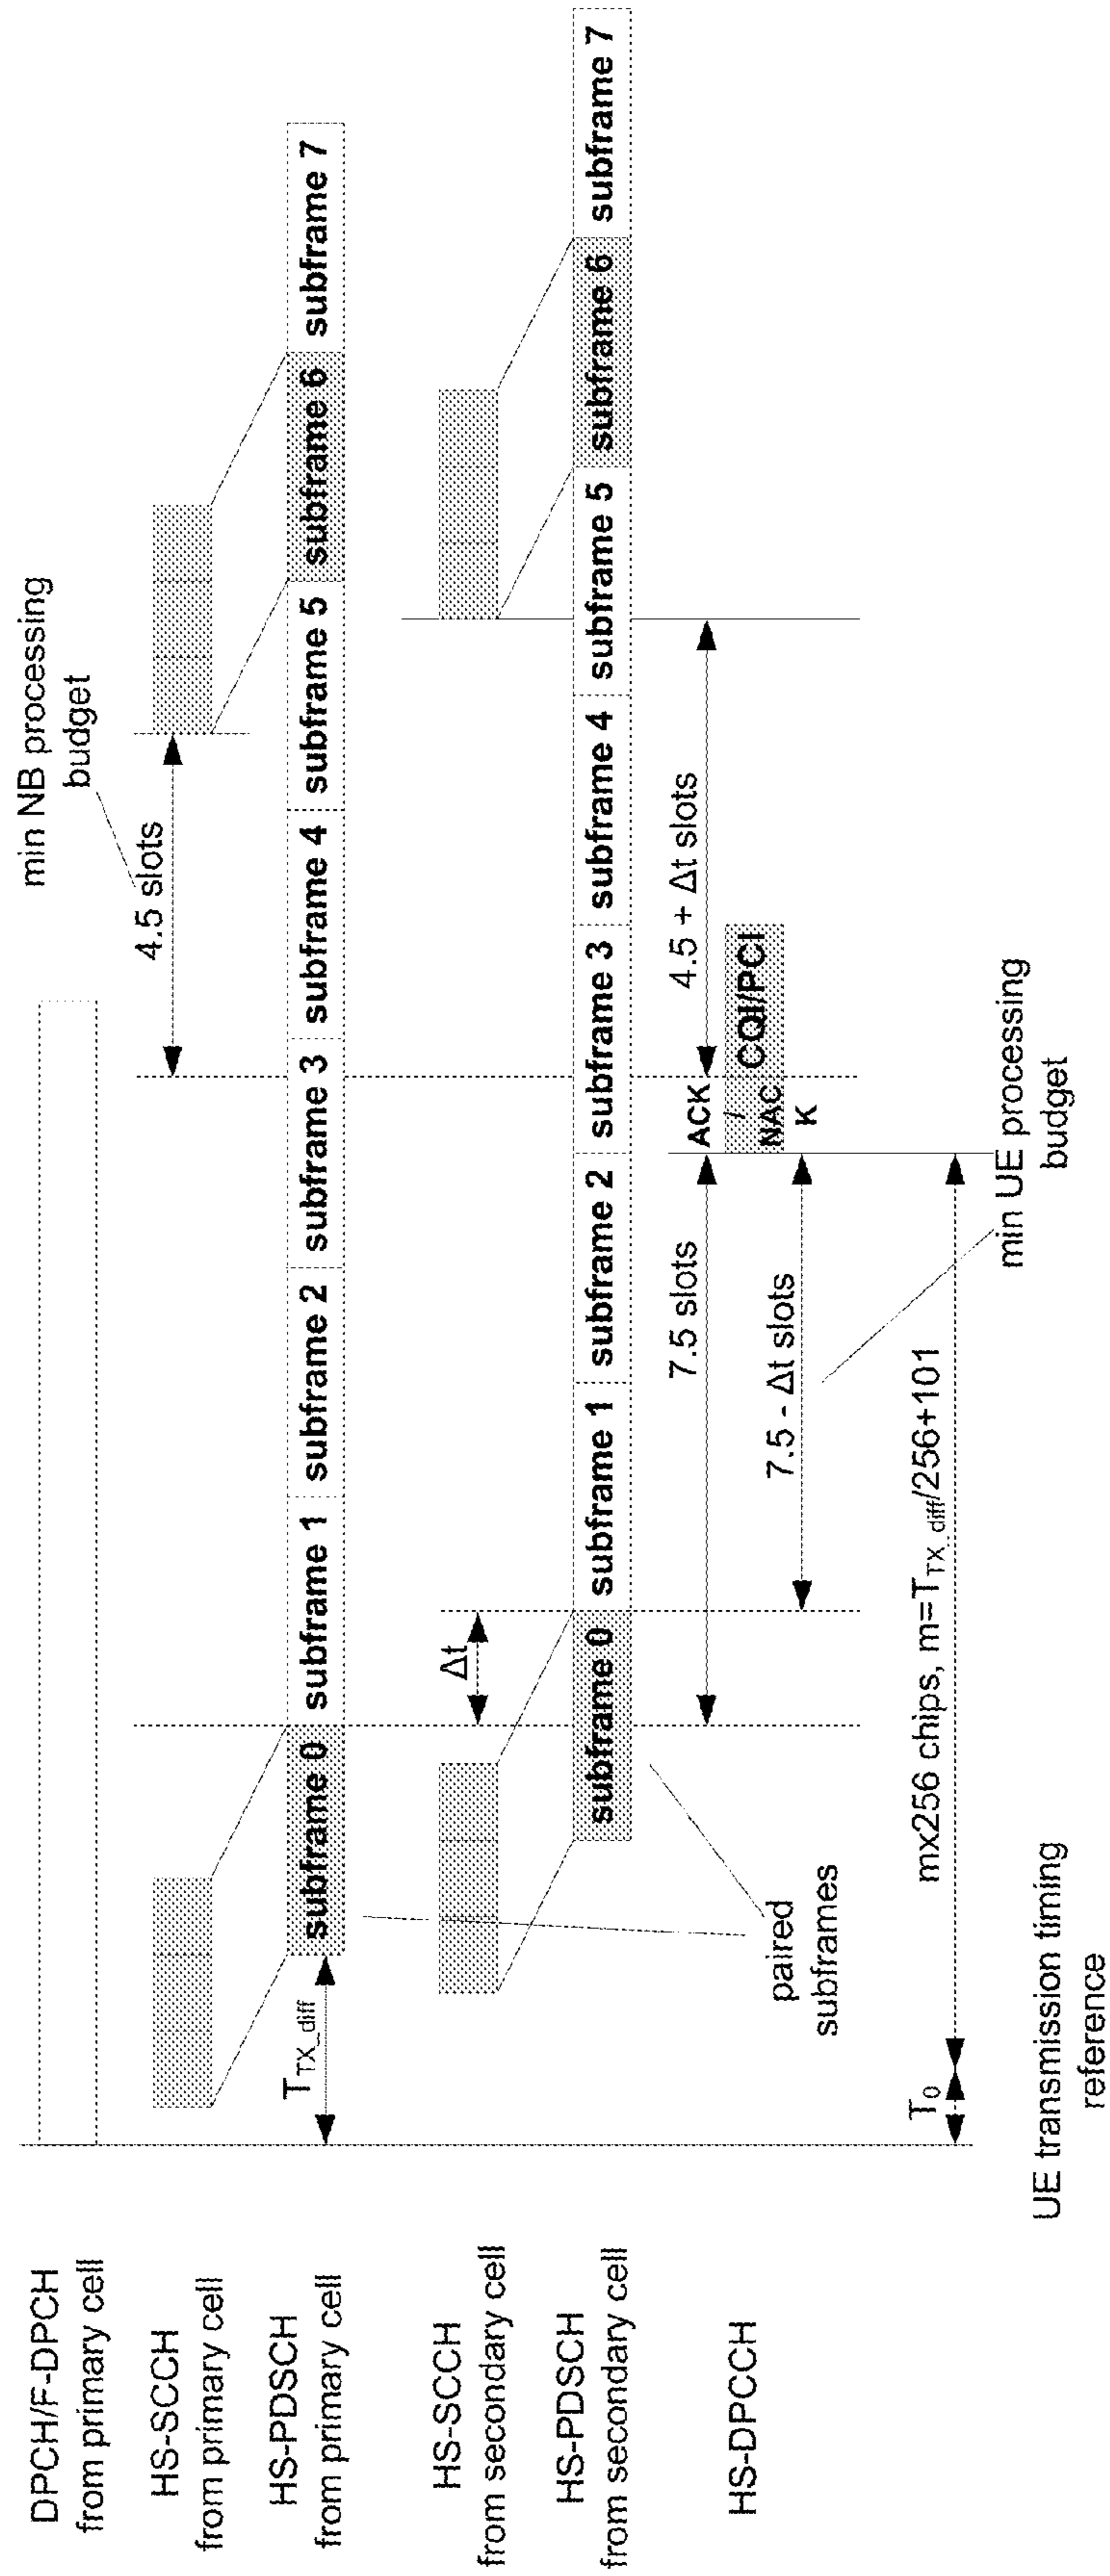 DPCH/F-DPCH
from primary cell
HS-SCCH
from primary cell
HS-PDSCH
from primary cell
HS-SCCH
from secondary cell
HS-PDSCH
from secondary cell
HS-DPCCH
min NB processing
budget
4.5 slots
T_TX_diff
subframe 0
subframe 1
subframe 2
subframe 3
subframe 4
subframe 5
subframe 6
subframe 7
Δt
subframe 0
subframe 1
subframe 2
subframe 3
subframe 4
subframe 5
subframe 6
subframe 7
7.5 slots
4.5 + Δt slots
ACK
/
NAC
K
CQI/PCI
7.5 - Δt slots
paired
subframes
min UE processing
budget
T0
mx256 chips, m=T_TX_diff/256+101
UE transmission timing
reference